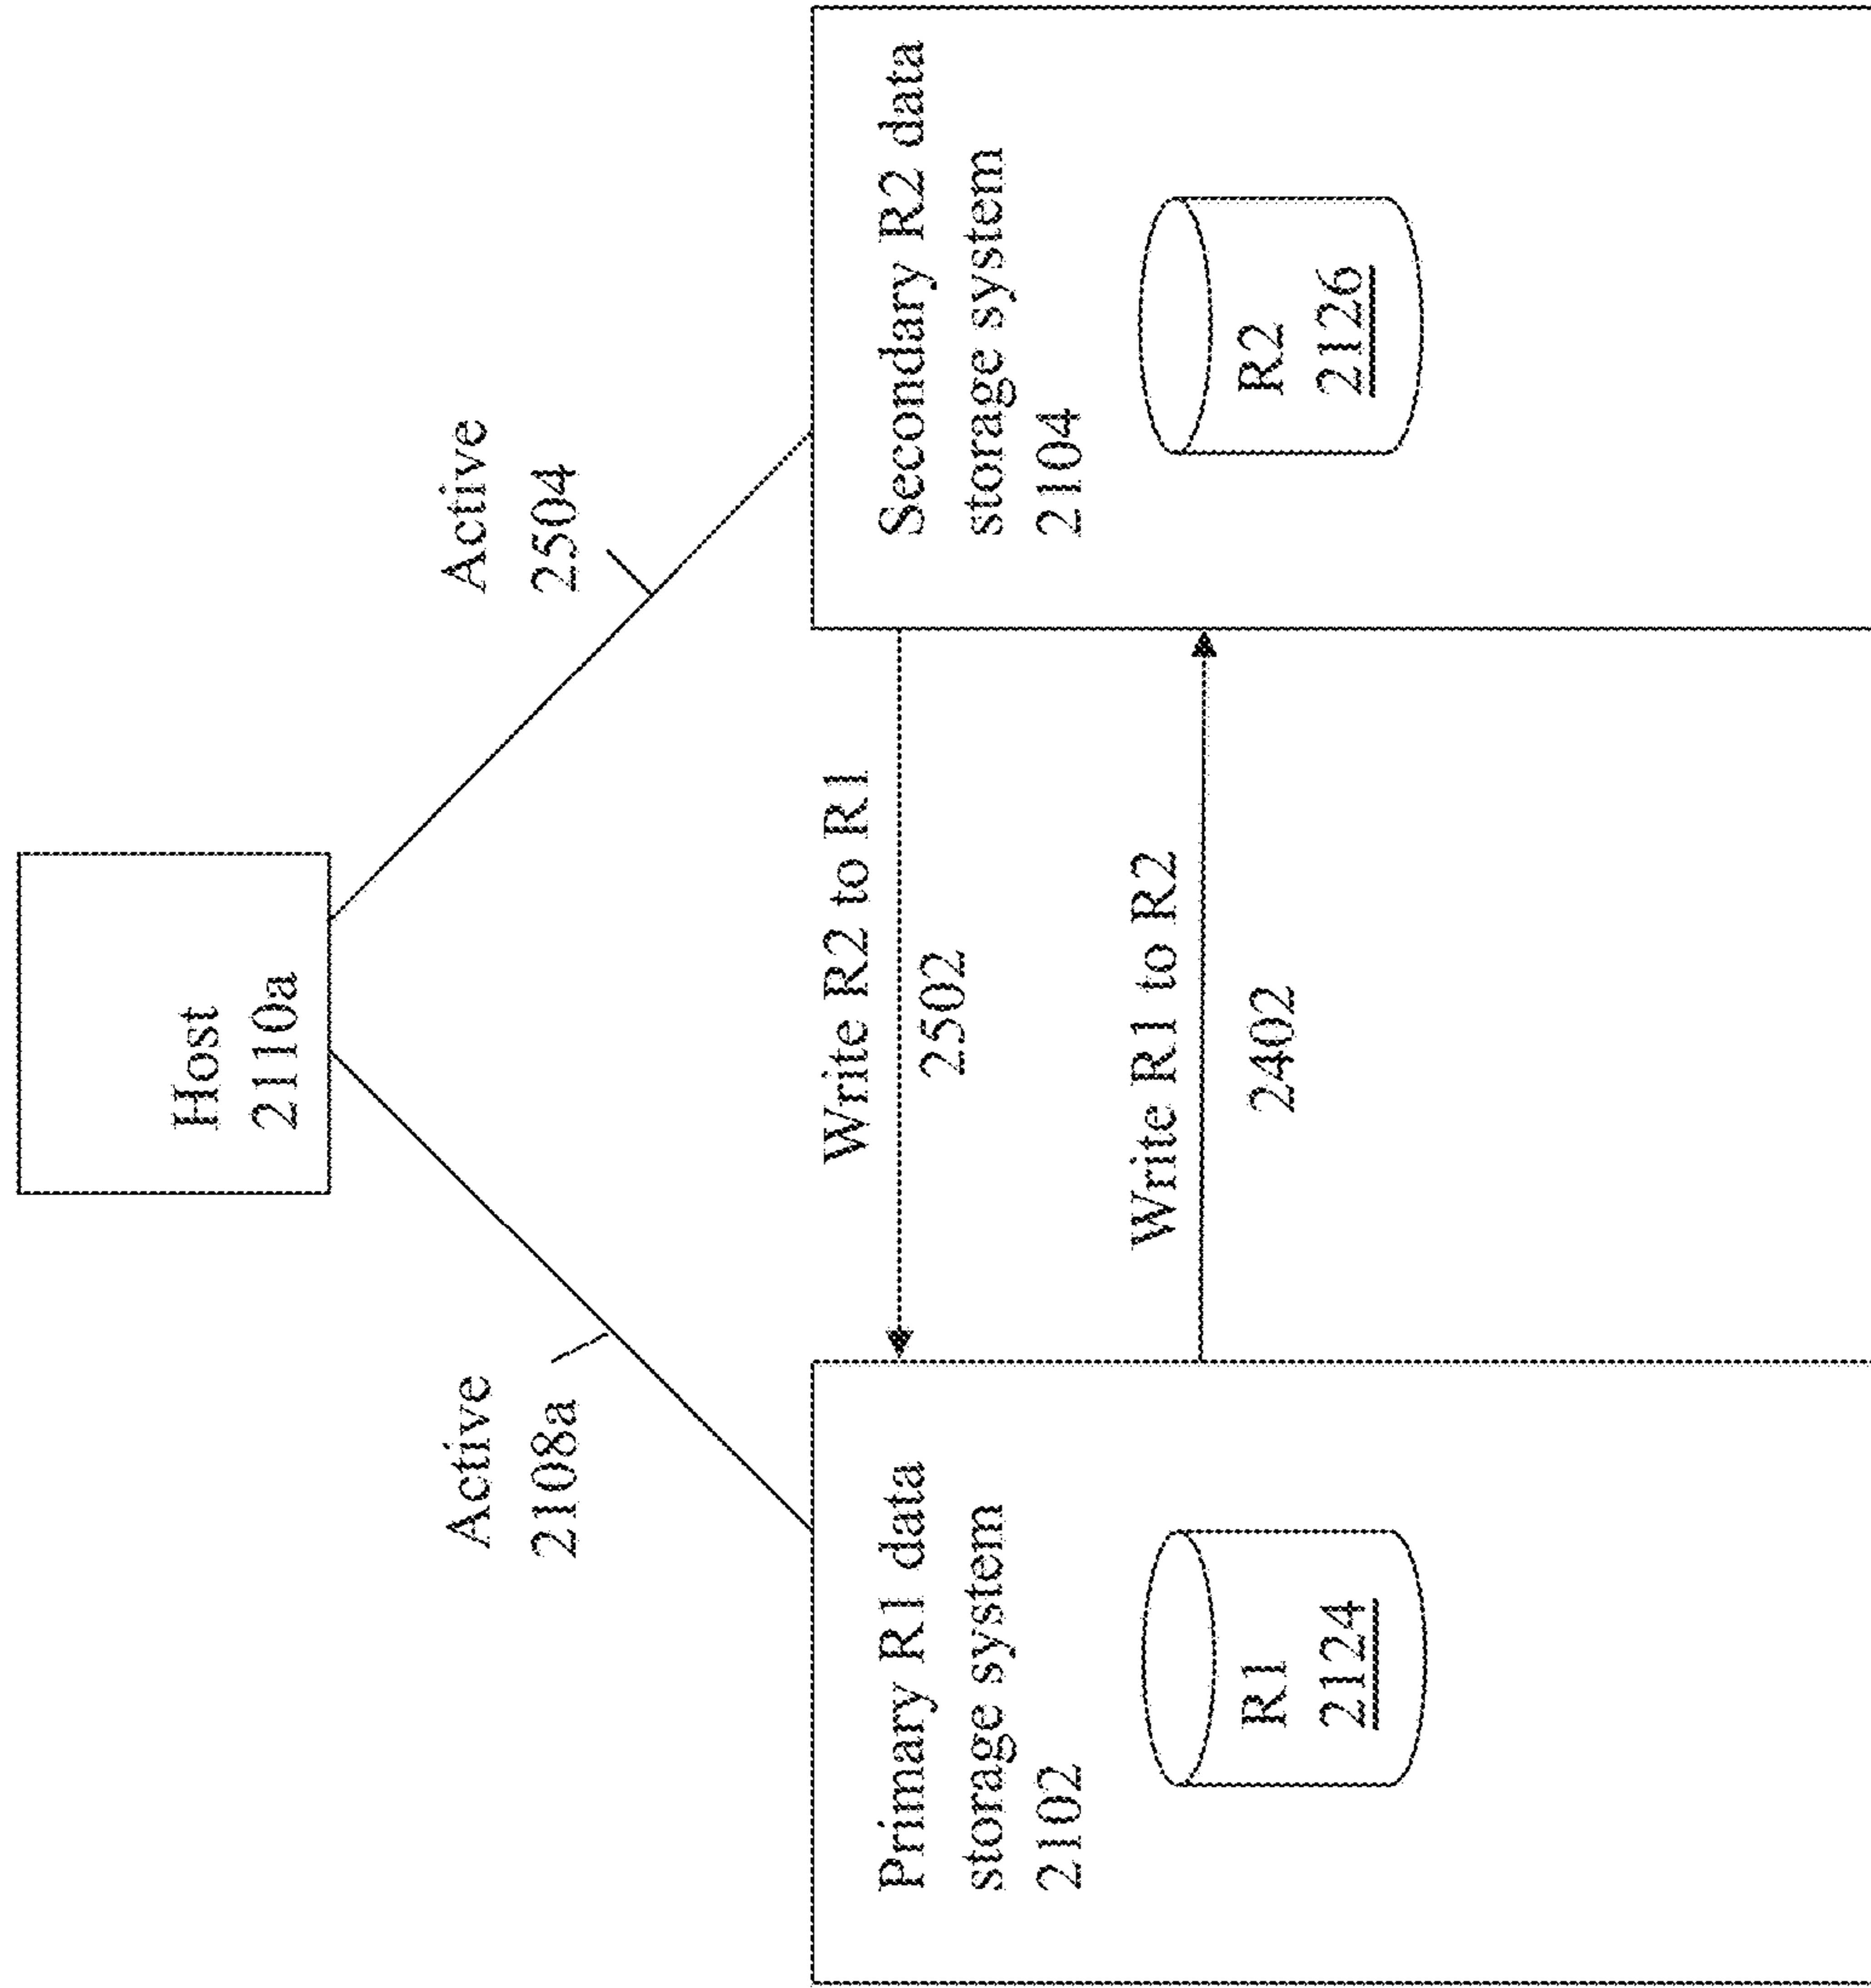 Host
2110a
Active
2108a
Active
2504
Write R2 to R1
2502
Write R1 to R2
2402
Primary R1 data
storage system
2102
R1
2124
Secondary R2 data
storage system
2104
R2
2126